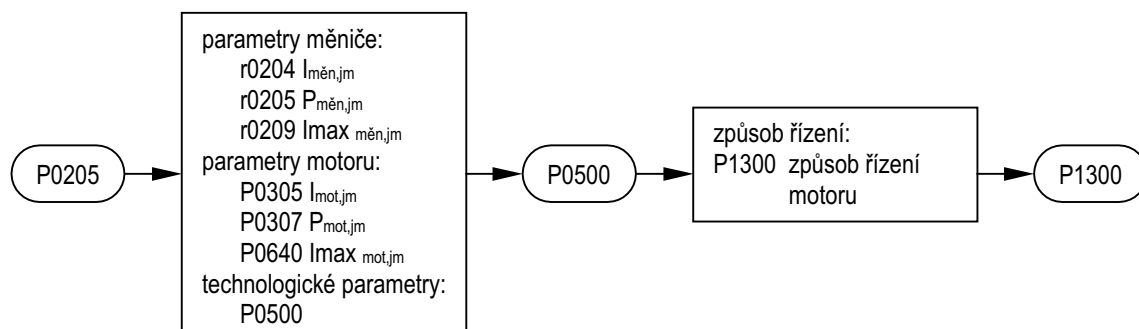 P0205
parametry měniče:
r0204 Iměn,jm
r0205 Pměn,jm
r0209 Imax měn,jm
parametry motoru:
P0305 Imot,jm
P0307 Pmot,jm
P0640 Imax mot,jm
technologické parametry:
P0500
P0500
způsob řízení:
P1300 způsob řízení
motoru
P1300